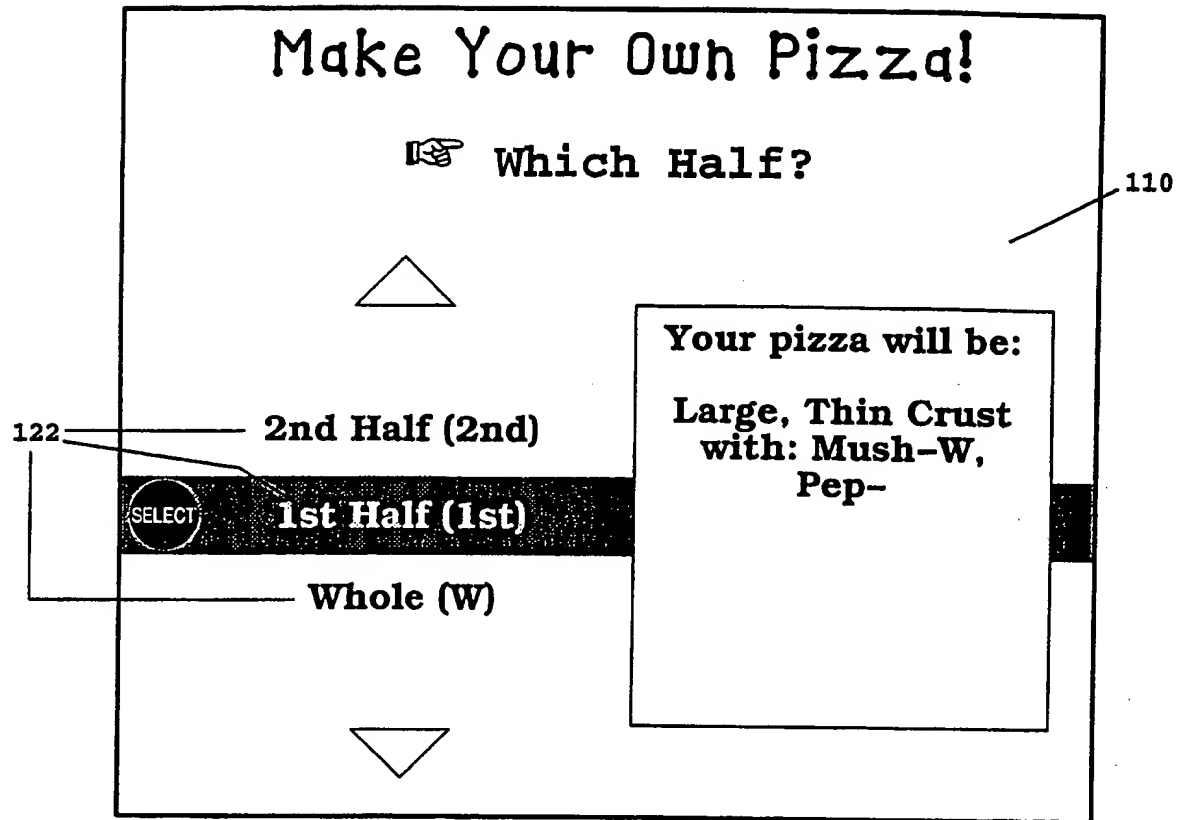 Make Your Own Pizza!
☞ Which Half?
110
Your pizza will be:
Large, Thin Crust
with: Mush–W,
Pep–
122
2nd Half (2nd)
SELECT
1st Half (1st)
Whole (W)